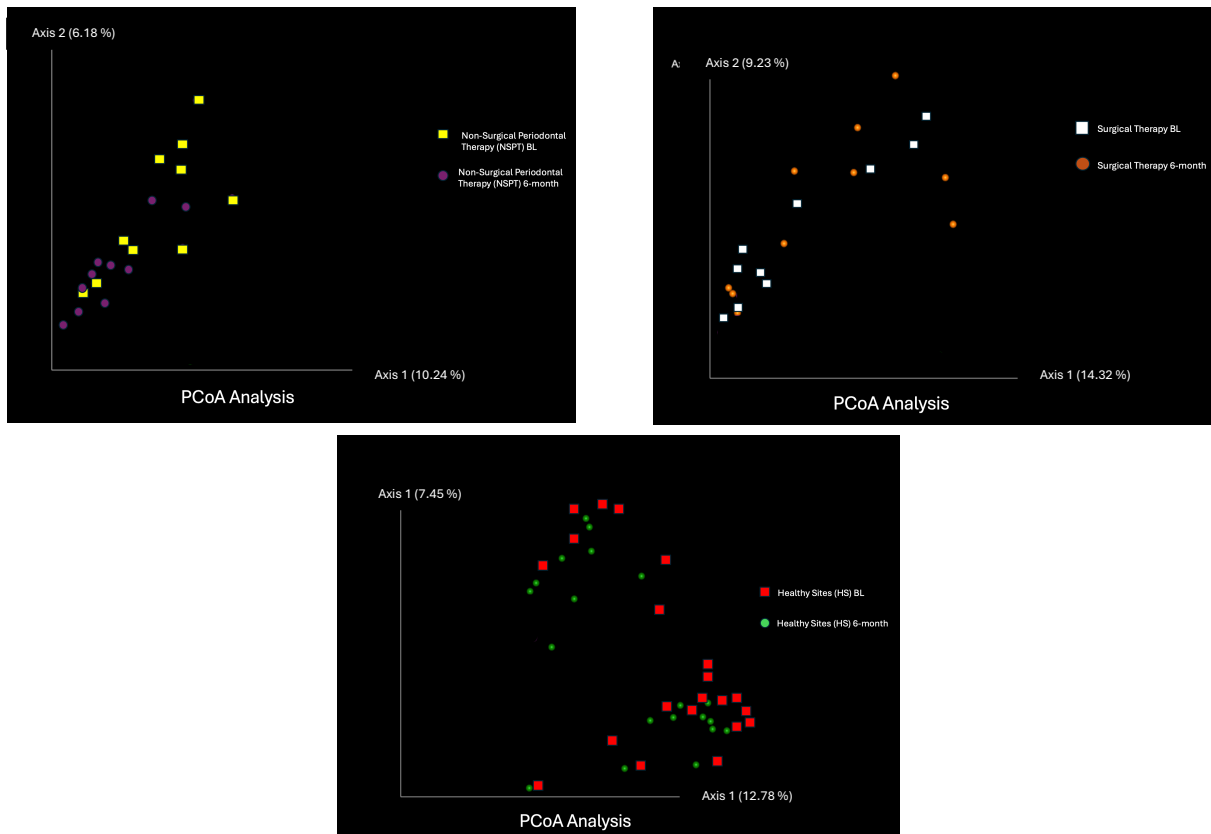 Axis 2 (6.18 %)
Non-Surgical Periodontal
Therapy (NSPT) BL
Non-Surgical Periodontal
Therapy (NSPT) 6-month
Axis 1 (10.24 %)
PCoA Analysis
A:
Axis 2 (9.23 %)
Surgical Therapy BL
Surgical Therapy 6-month
Axis 1 (14.32 %)
PCoA Analysis
Axis 1 (7.45 %)
Healthy Sites (HS) BL
Healthy Sites (HS) 6-month
Axis 1 (12.78 %)
PCoA Analysis